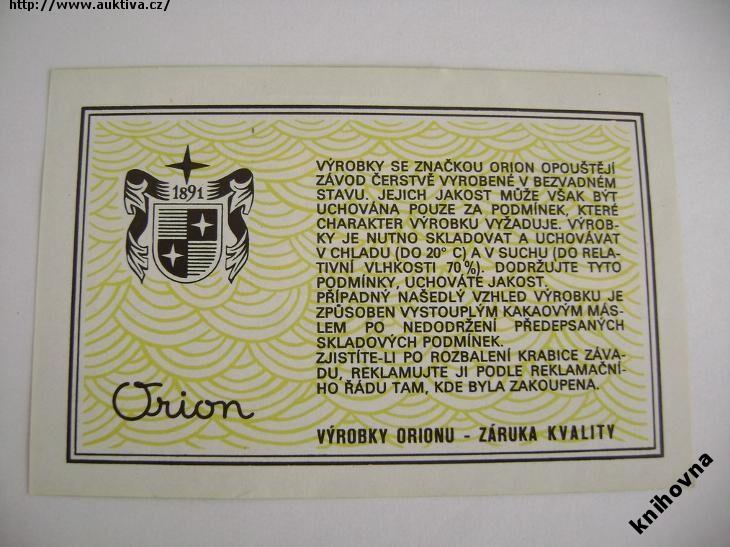 http://www.auktiva.cz/
1891
VÝROBKY SE ZNAČKOU ORION OPOUŠTĚJÍ
ZÁVOD ČERSTVĚ VYROBENÉ V BEZVADNÉM
STAVU. JEJICH JAKOST MŮŽE VŠAK BÝT
UCHOVÁNA POUZE ZA PODMÍNEK, KTERÉ
CHARAKTER VÝROBKU VYŽADUJE. VÝROB-
KY JE NUTNO SKLADOVAT A UCHOVÁVAT
V CHLADU (DO 20° C) A V SUCHU (DO RELA-
TIVNÍ VLHKOSTI 70 %). DODRŽUJTE TYTO
PODMÍNKY, UCHOVÁTE JAKOST.
PŘÍPADNÝ NAŠEDLÝ VZHLED VÝROBKU JE
ZPŮSOBEN VYSTOUPLÝM KAKAOVÝM MÁS-
LEM PO NEDODRŽENÍ PŘEDEPSANÝCH
SKLADOVÝCH PODMÍNEK.
ZJISTÍTE-LI PO ROZBALENÍ KRABICE ZÁVA-
DU, REKLAMUJTE JI PODLE REKLAMAČNÍ-
HO ŘÁDU TAM, KDE BYLA ZAKOUPENA.
Orion
VÝROBKY ORIONU - ZÁRUKA KVALITY
knihovna